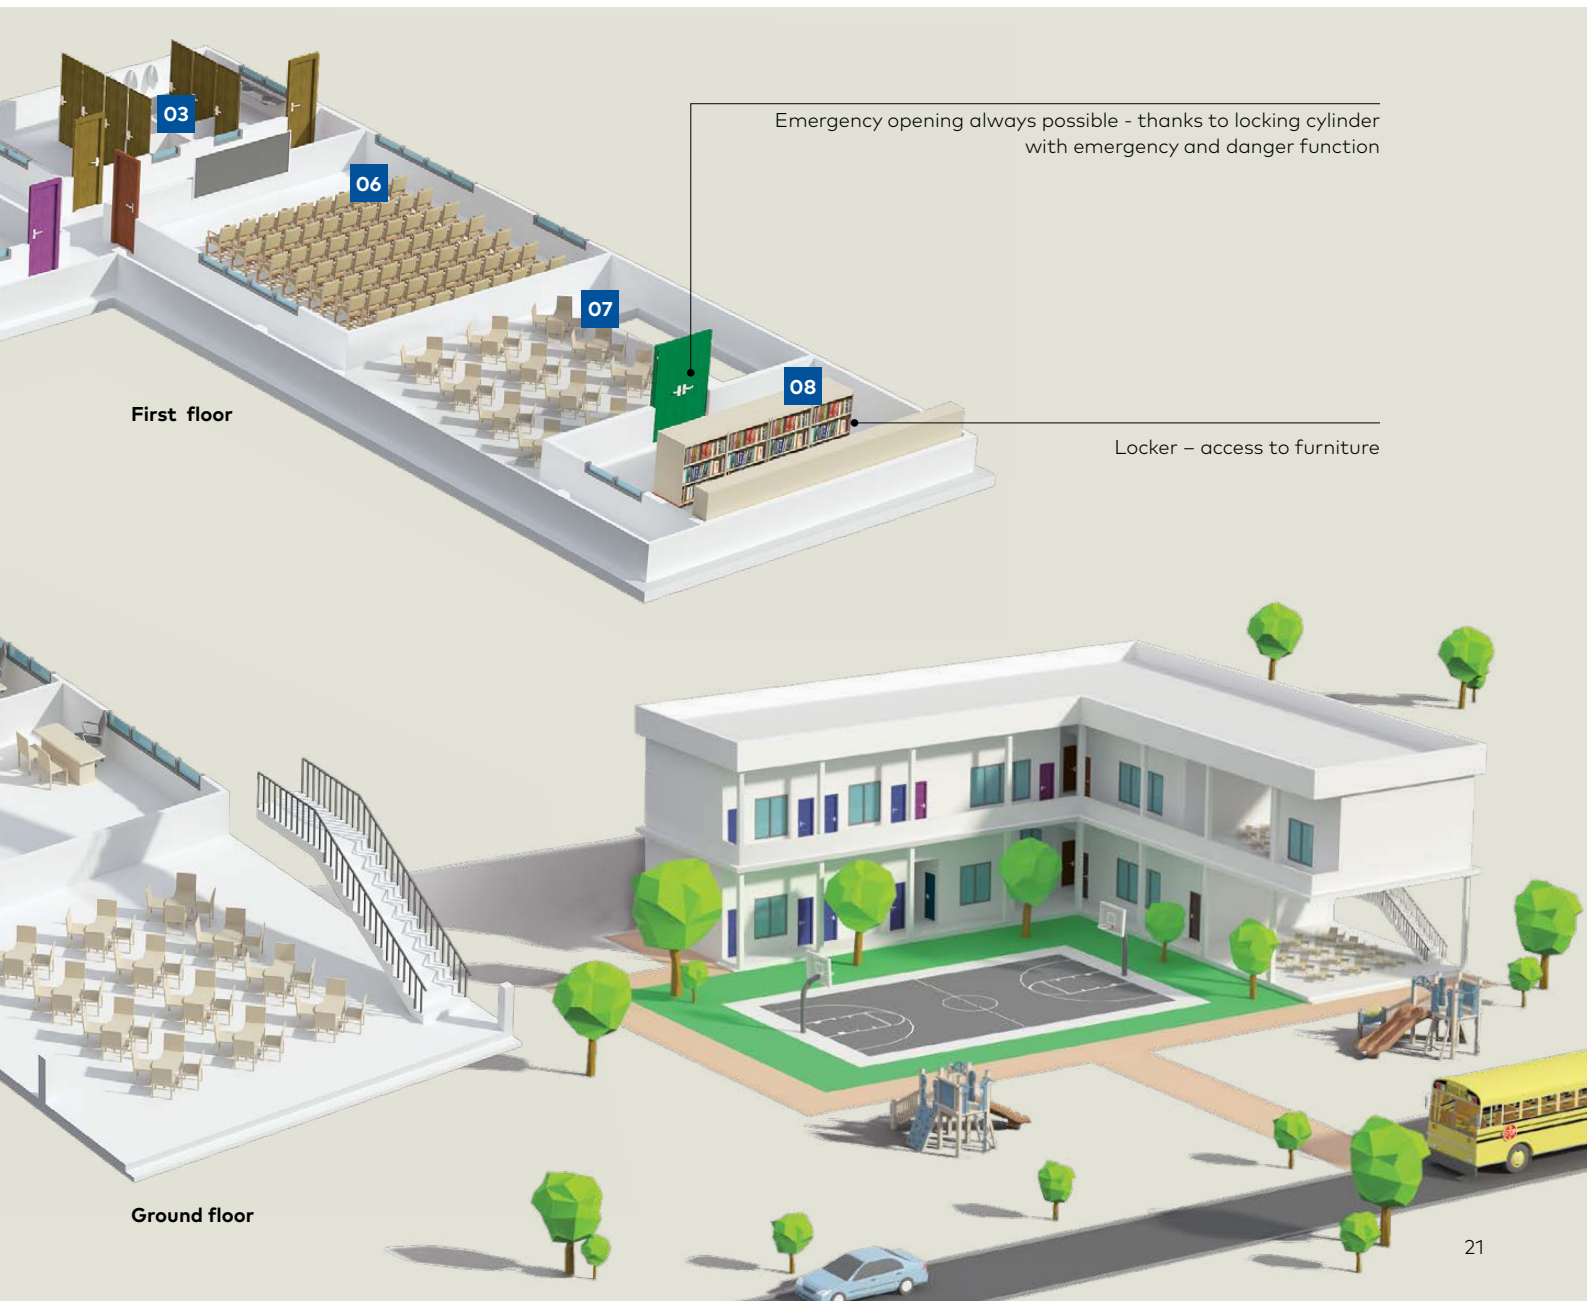 03
Emergency opening always possible - thanks to locking cylinder
with emergency and danger function
06
07
08
First floor
Locker – access to furniture
Ground floor
21